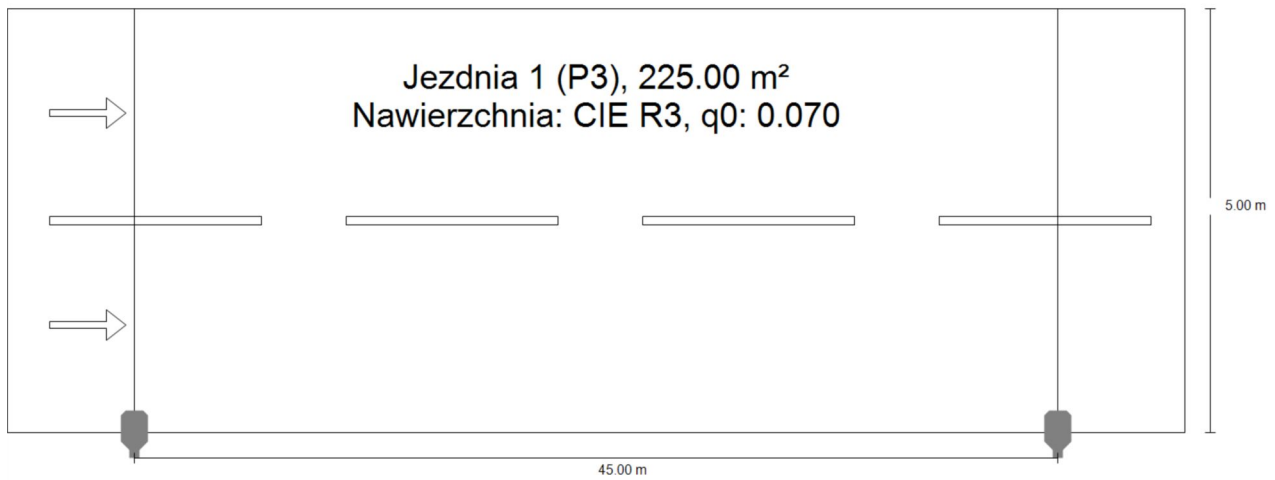 Jezdnia 1 (P3), 225.00 m²
Nawierzchnia: CIE R3, q0: 0.070
5.00 m
45.00 m